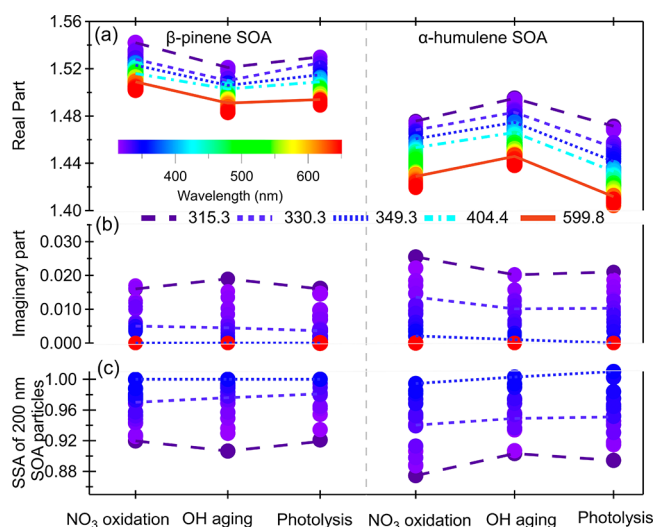 (a) β-pinene SOA α-humulene SOA
1.56
1.52
1.48
1.44
1.40
Real Part
400 500 600
Wavelength (nm)
315.3 330.3 349.3 404.4 599.8
(b)
0.030
0.020
0.010
0.000
Imaginary part
(c)
1.00
0.96
0.92
0.88
SSA of 200 nm
SOA particles
NO₃ oxidation OH aging Photolysis NO₃ oxidation OH aging Photolysis